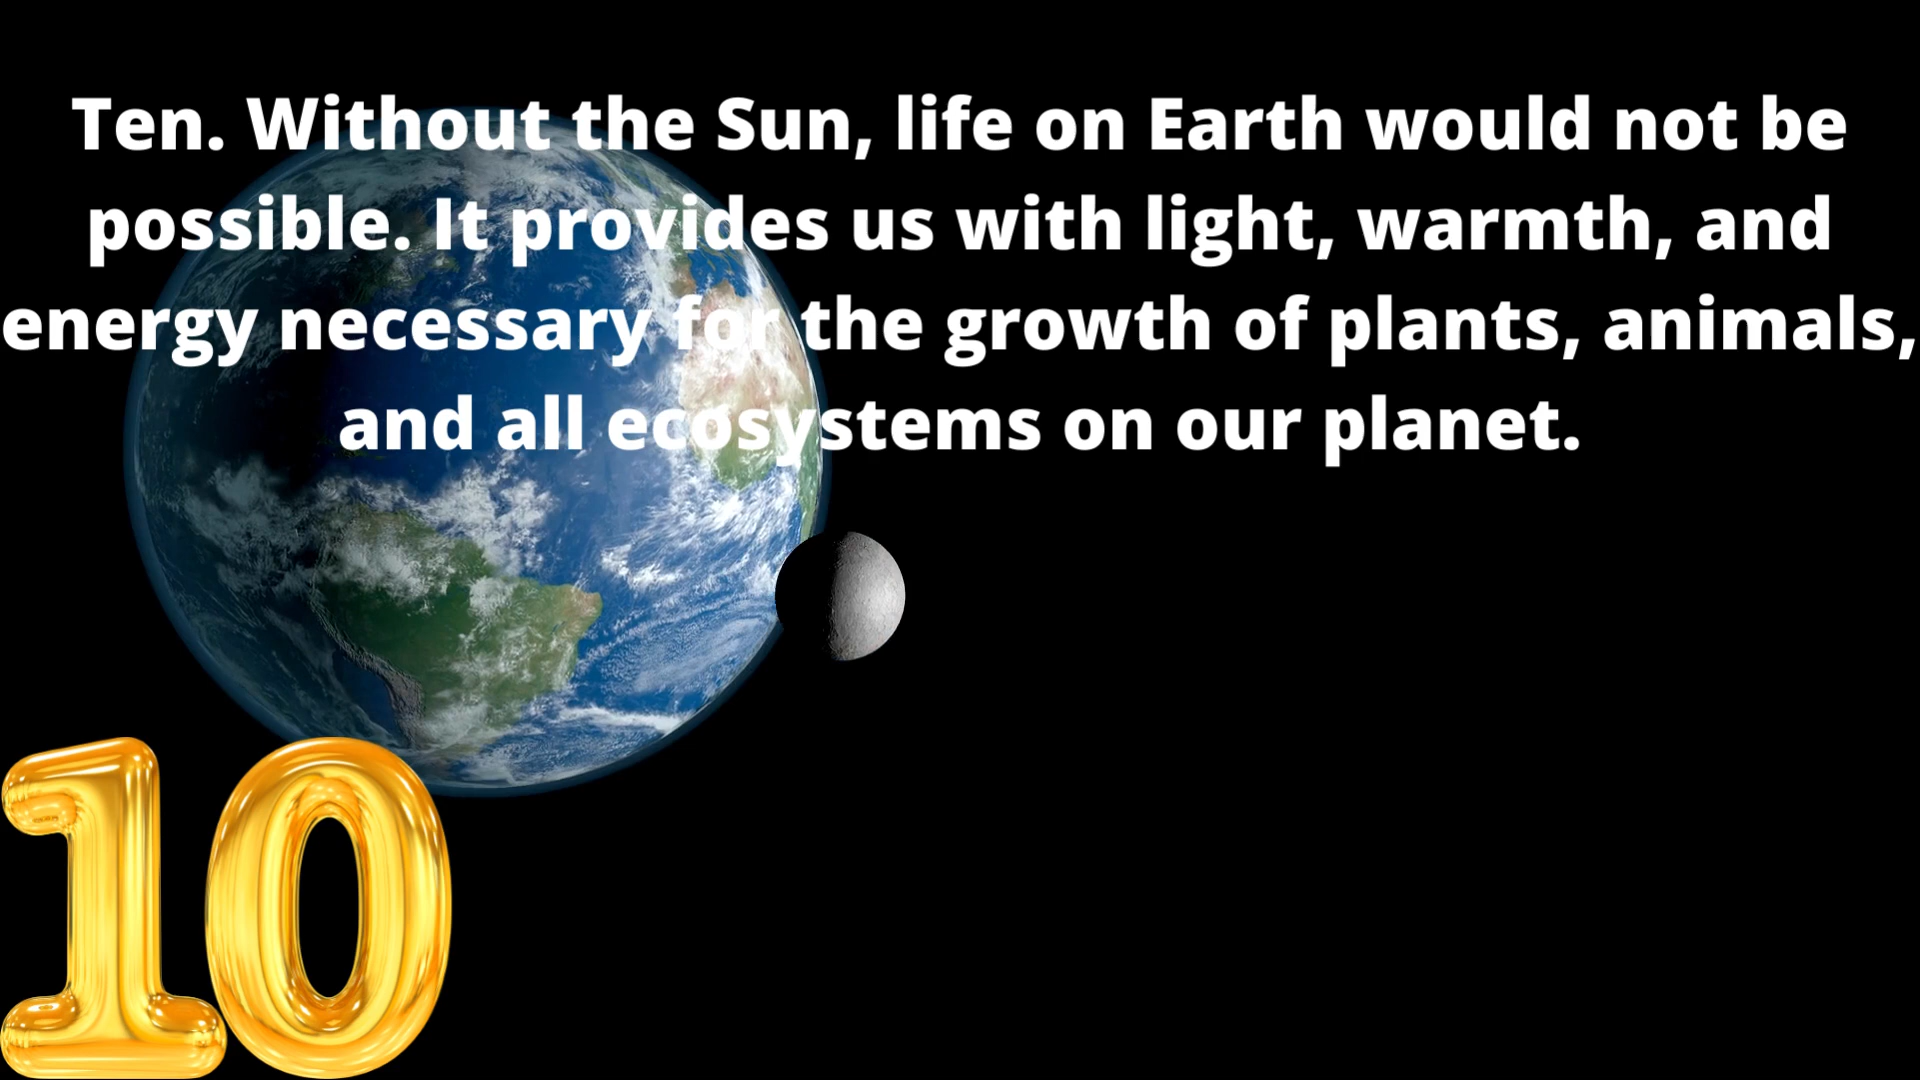 Ten. Without the Sun, life on Earth would not be
possible. It provides us with light, warmth, and
energy necessary for the growth of plants, animals,
and all ecosystems on our planet.
10